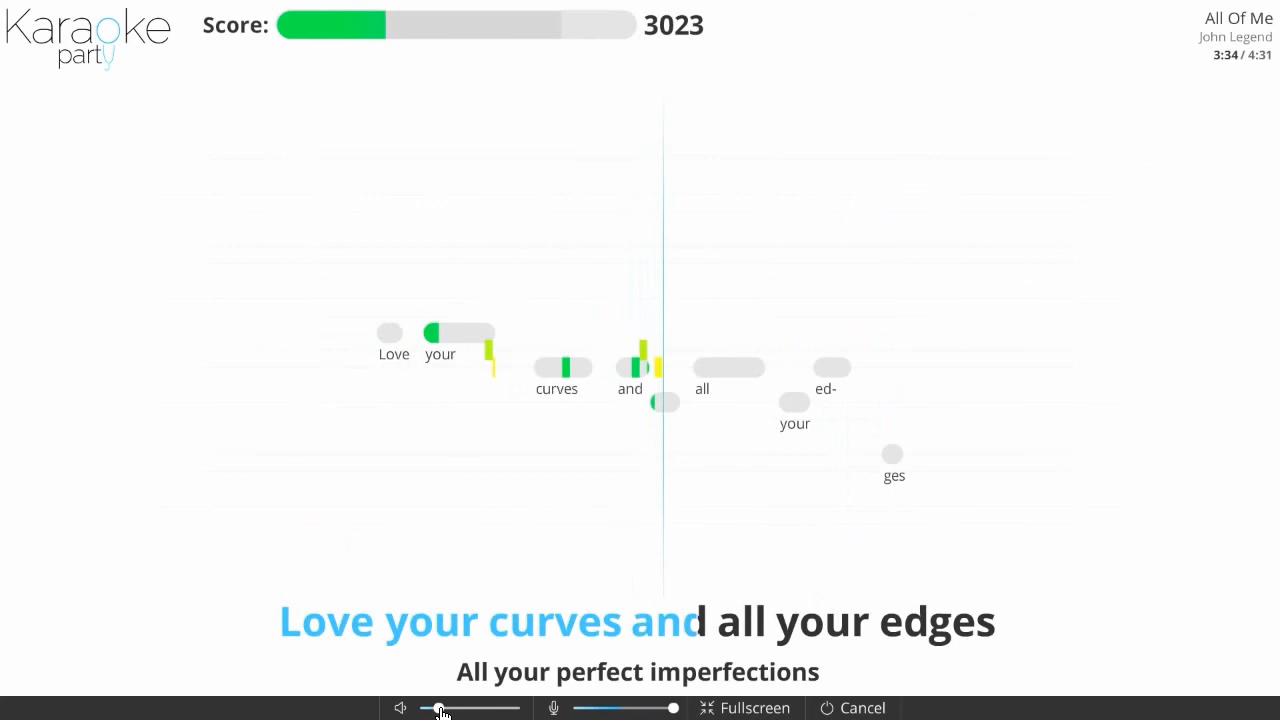 Karaoke
party
Score: 3023
All Of Me
John Legend
3:34 / 4:31
Love your
curves and all ed-
your
ges
Love your curves and all your edges
All your perfect imperfections
Fullscreen Cancel